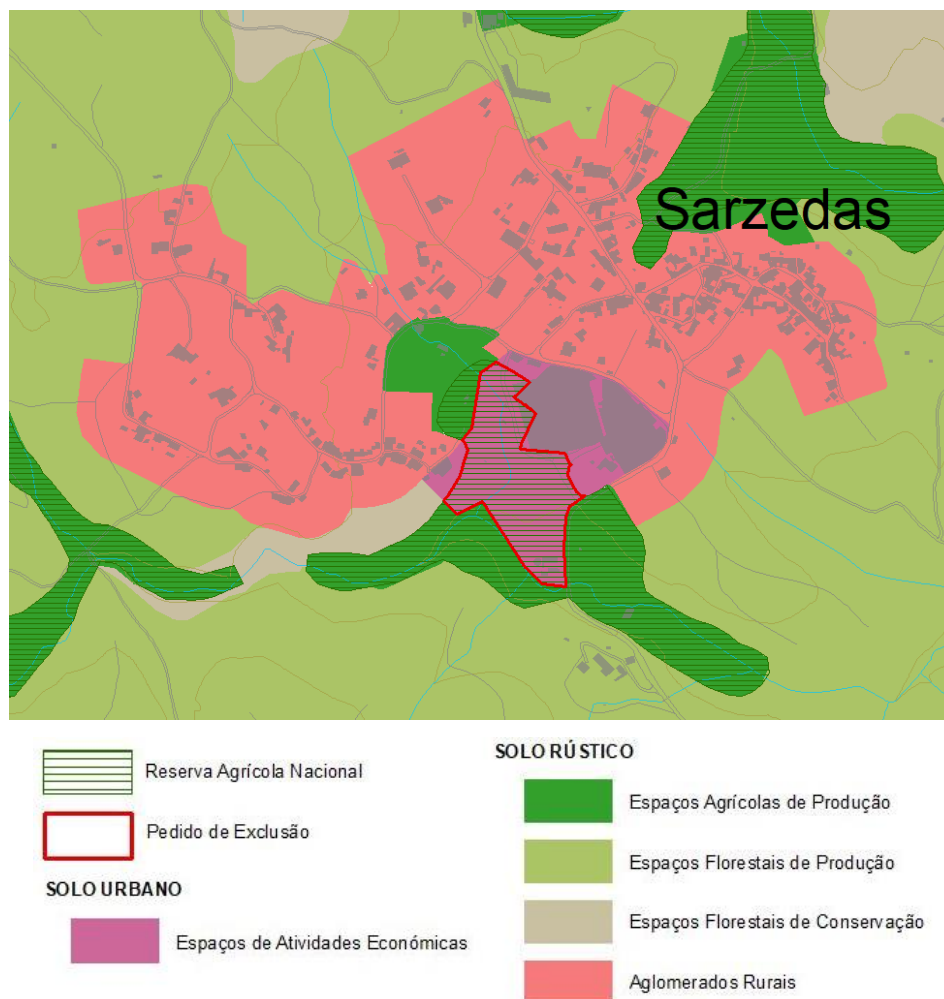 Sarzedas
Reserva Agrícola Nacional
Pedido de Exclusão
SOLO URBANO
Espaços de Atividades Económicas
SOLO RÚSTICO
Espaços Agrícolas de Produção
Espaços Florestais de Produção
Espaços Florestais de Conservação
Aglomerados Rurais